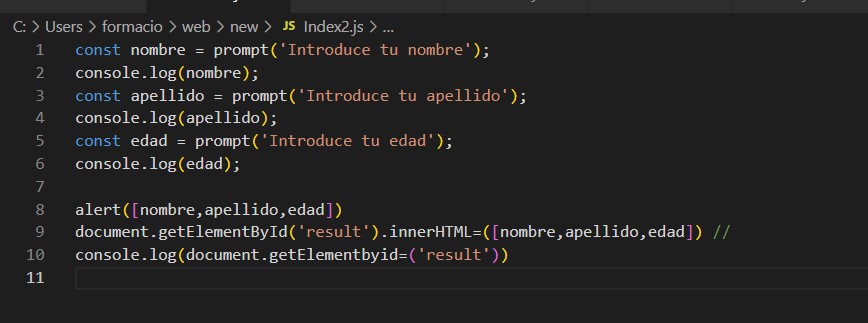 C: > Users > formacio > web > new > JS Index2.js > ...
1 const nombre = prompt('Introduce tu nombre');
2 console.log(nombre);
3 const apellido = prompt('Introduce tu apellido');
4 console.log(apellido);
5 const edad = prompt('Introduce tu edad');
6 console.log(edad);
7
8 alert([nombre,apellido,edad])
9 document.getElementById('result').innerHTML=([nombre,apellido,edad]) //
10 console.log(document.getElementbyid=('result'))
11